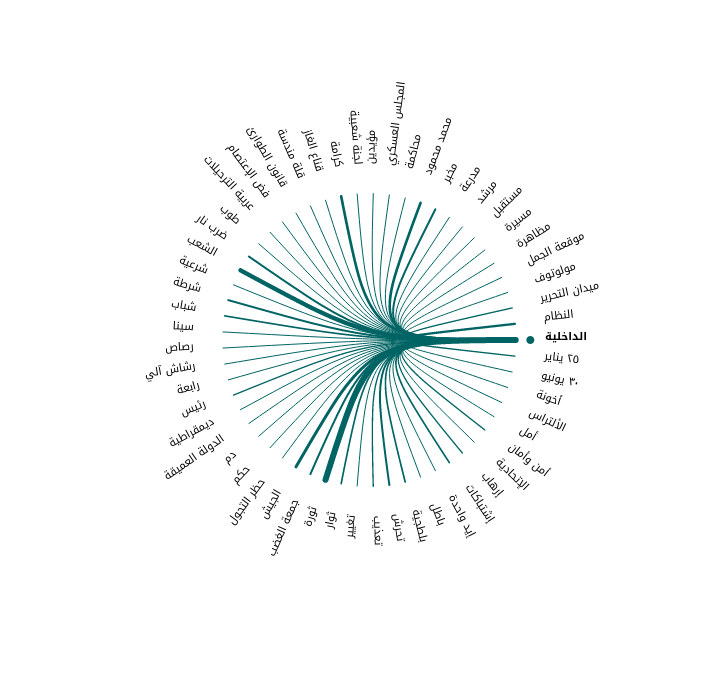 الداخلية
٢٥ يناير
٣٠ يونيو
أخونة
الألتراس
أمل
أمن وأمان
الإتحادية
إرهاب
إشتباكات
إيد واحدة
باطل
بلطجية
تحرش
تعذيب
تغيير
ثوار
ثورة
جمعة الغضب
الجيش
حظر التجول
حكم
دم
الدولة العميقة
ديمقراطية
رئيس
رابعة
رشاش آلي
رصاص
سينا
شباب
شرطة
شرعية
الشعب
ضرب نار
طوب
عربية الترحيلات
فض الإعتصام
قانون الطوارئ
قلة مندسة
قناع الغاز
كرامة
لجنة شعبية
مؤيدين
المجلس العسكري
محاكمة
محمد محمود
مخبر
مدرعة
مرشد
مستقبل
مسيرة
مظاهرة
موقعة الجمل
مولوتوف
ميدان التحرير
النظام